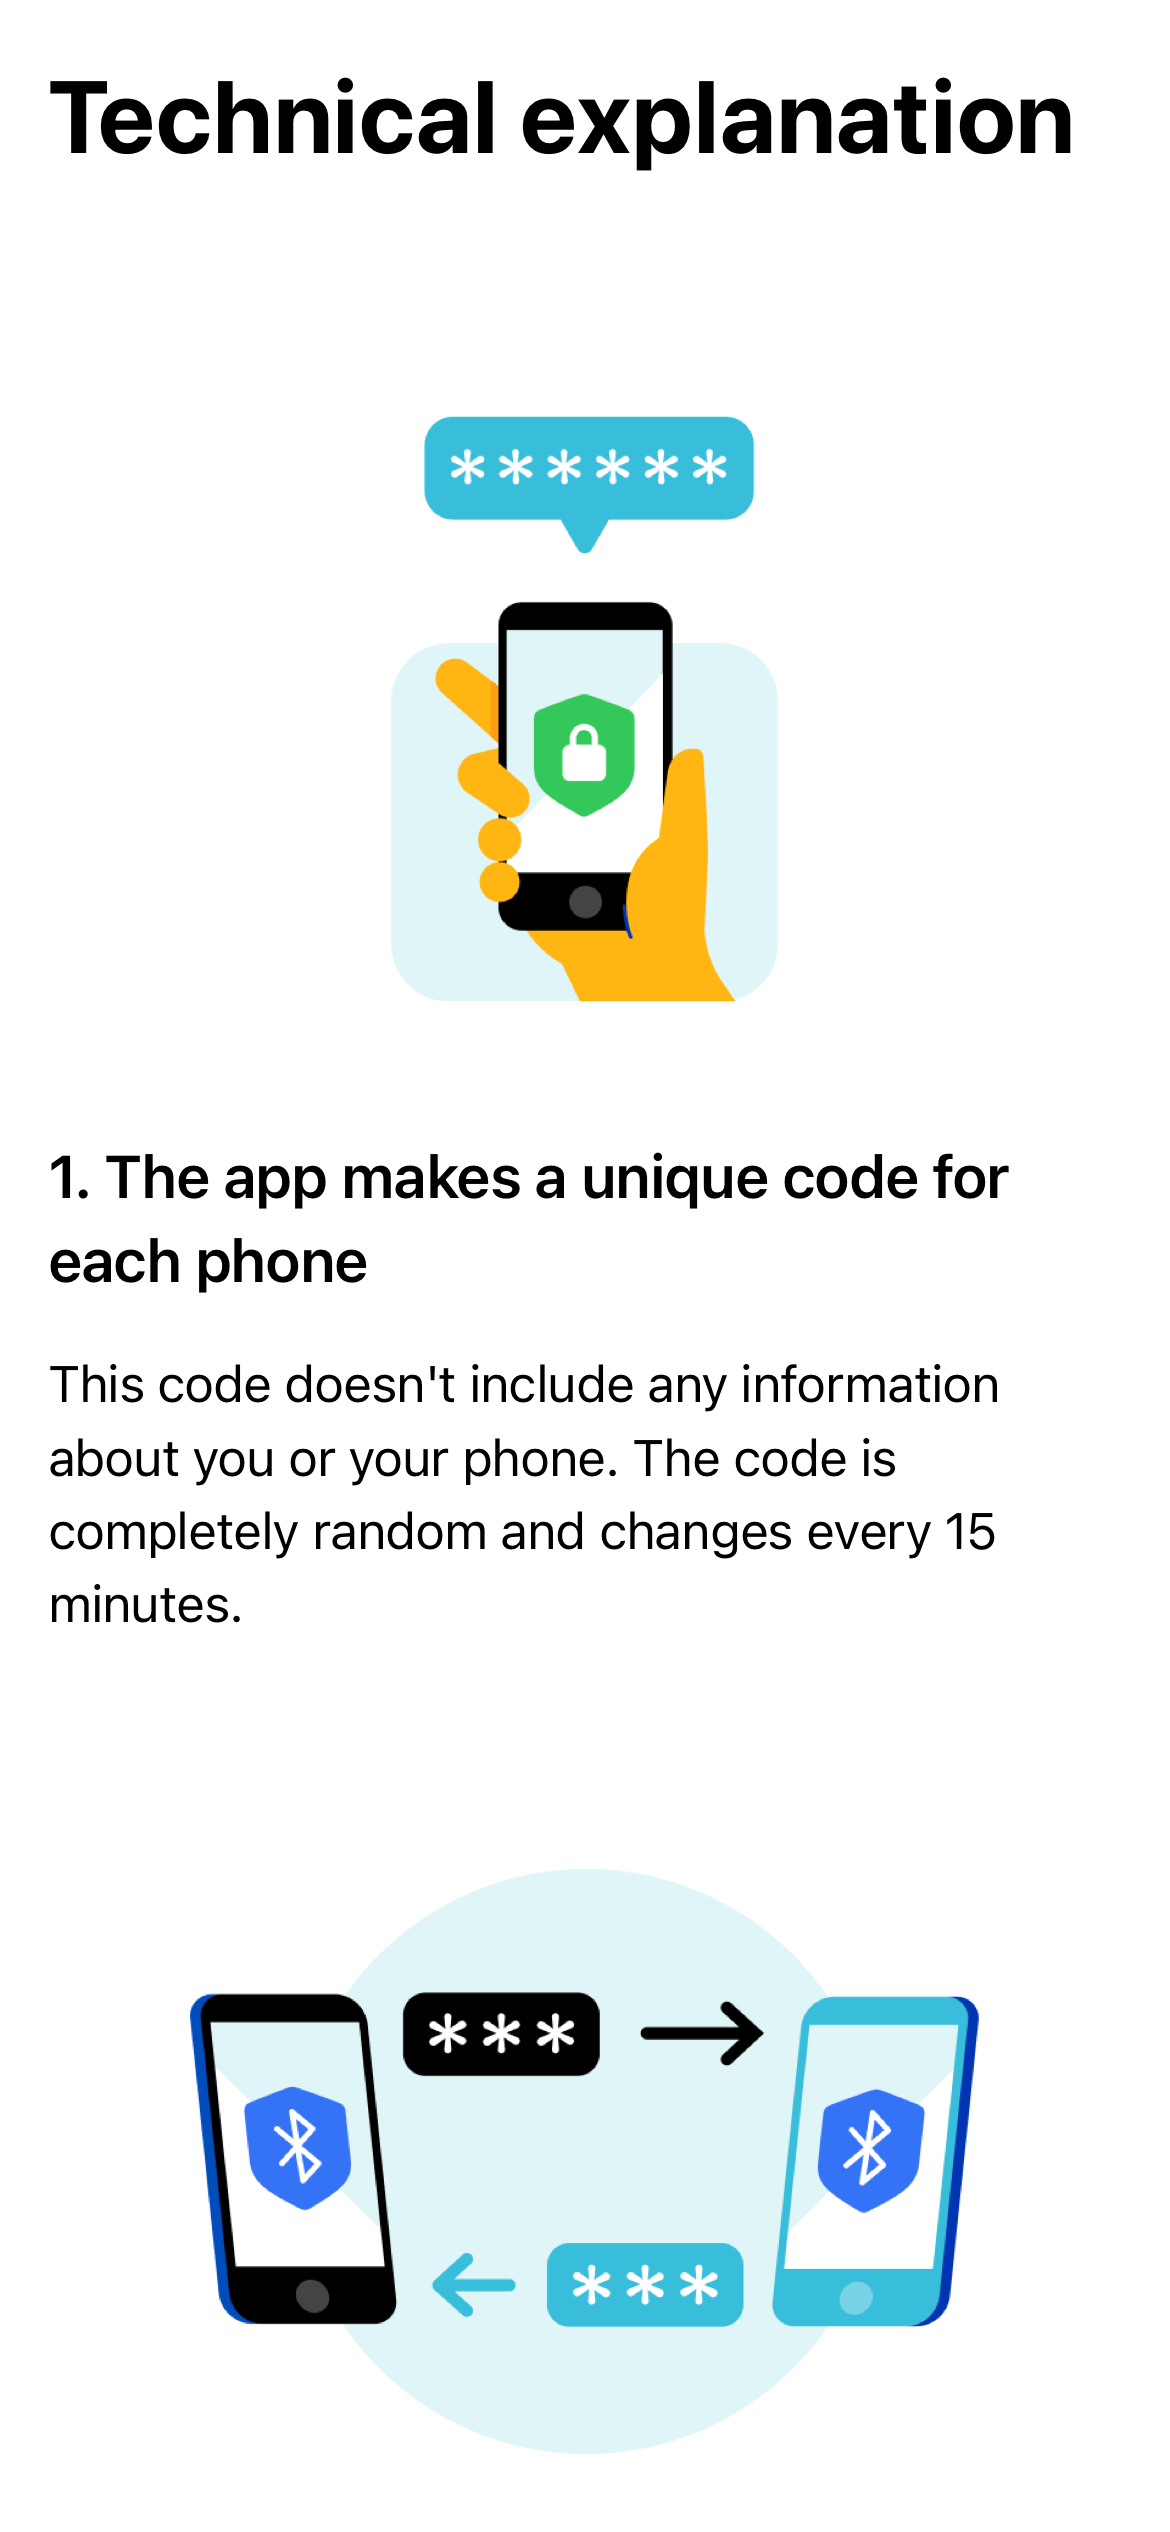 Technical explanation
******
1. The app makes a unique code for
each phone
This code doesn't include any information
about you or your phone. The code is
completely random and changes every 15
minutes.
***
***